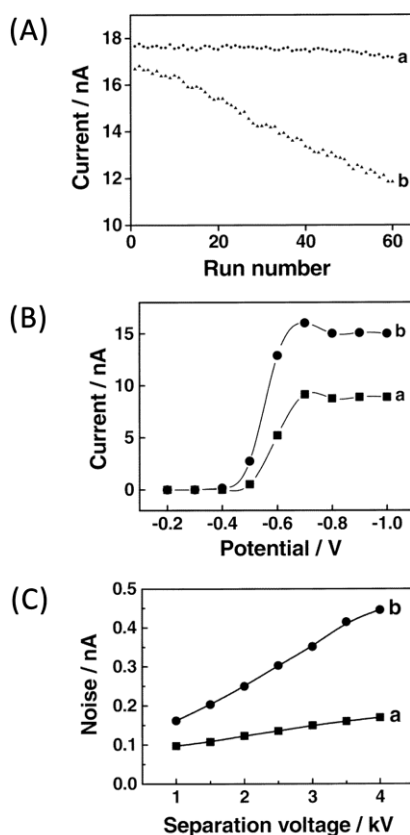 (A)
18
16
14
12
10
Current / nA
a
b
0 20 40 60
Run number
(B)
15
10
5
0
Current / nA
b
a
-0.2 -0.4 -0.6 -0.8 -1.0
Potential / V
(C)
0.5
0.4
0.3
0.2
0.1
0.0
Noise / nA
b
a
1 2 3 4
Separation voltage / kV